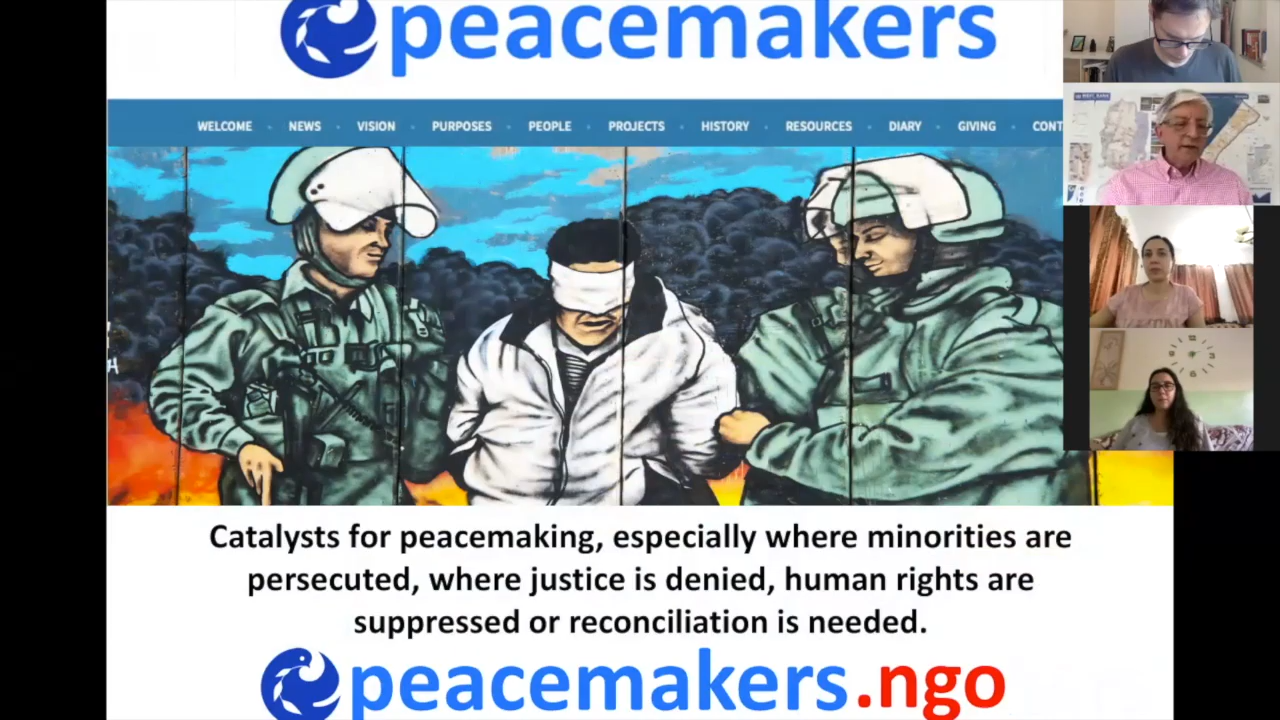 peacemakers
WELCOME NEWS VISION PURPOSES PEOPLE PROJECTS HISTORY RESOURCES DIARY GIVING CONT
Catalysts for peacemaking, especially where minorities are
persecuted, where justice is denied, human rights are
suppressed or reconciliation is needed.
peacemakers.ngo